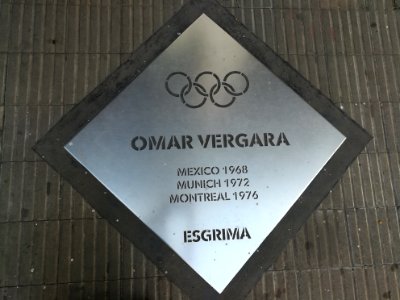 OMAR VERGARA
MEXICO 1968
MUNICH 1972
MONTREAL 1976
ESGRIMA